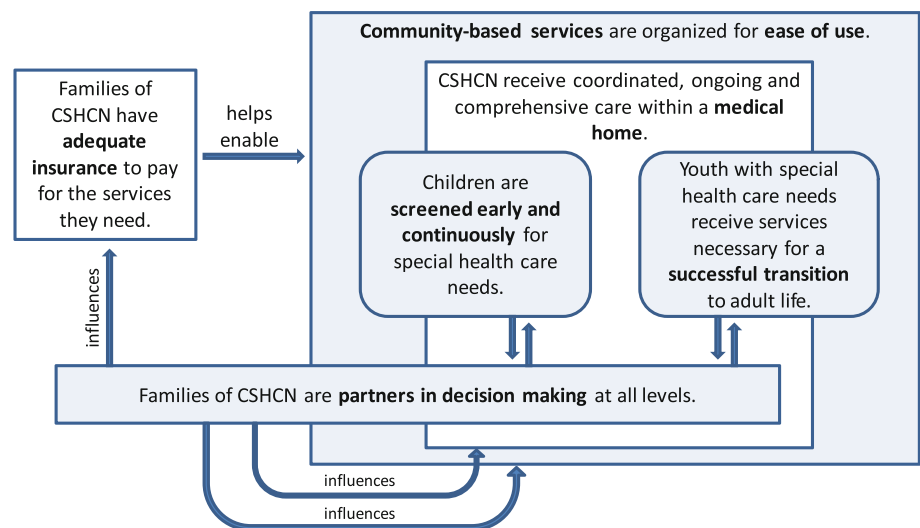 Community-based services are organized for ease of use.
Families of
CSHCN have
adequate
insurance to pay
for the services
they need.
helps
enable
CSHCN receive coordinated, ongoing and
comprehensive care within a medical
home.
Children are
screened early and
continuously for
special health care
needs.
Youth with special
health care needs
receive services
necessary for a
successful transition
to adult life.
influences
Families of CSHCN are partners in decision making at all levels.
influences
influences